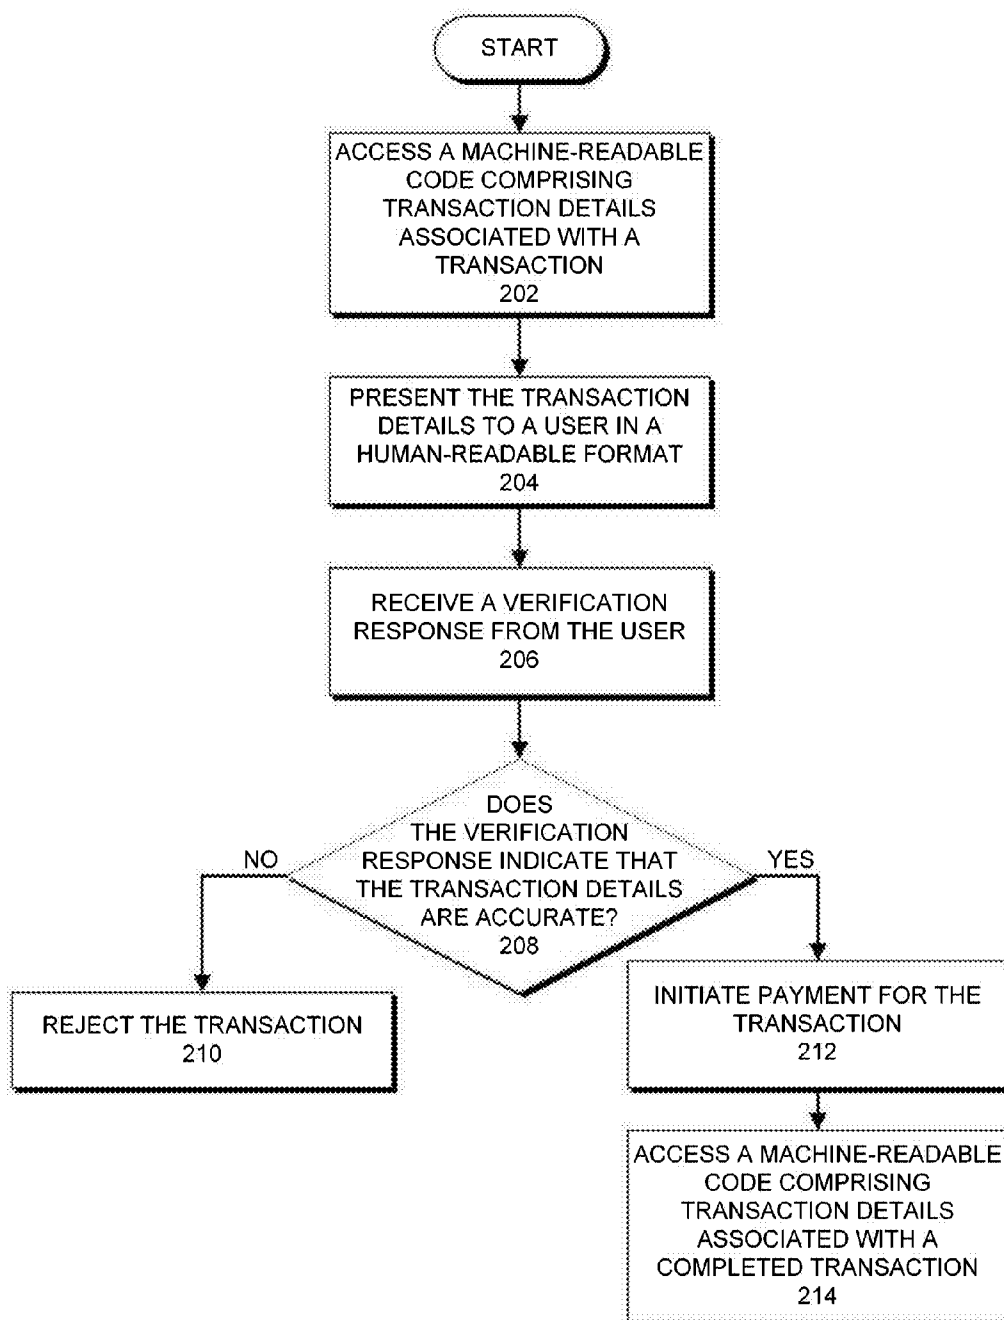 START
ACCESS A MACHINE-READABLE
CODE COMPRISING
TRANSACTION DETAILS
ASSOCIATED WITH A
TRANSACTION
202
PRESENT THE TRANSACTION
DETAILS TO A USER IN A
HUMAN-READABLE FORMAT
204
RECEIVE A VERIFICATION
RESPONSE FROM THE USER
206
DOES
THE VERIFICATION
RESPONSE INDICATE THAT
THE TRANSACTION DETAILS
ARE ACCURATE?
208
NO
YES
REJECT THE TRANSACTION
210
INITIATE PAYMENT FOR THE
TRANSACTION
212
ACCESS A MACHINE-READABLE
CODE COMPRISING
TRANSACTION DETAILS
ASSOCIATED WITH A
COMPLETED TRANSACTION
214